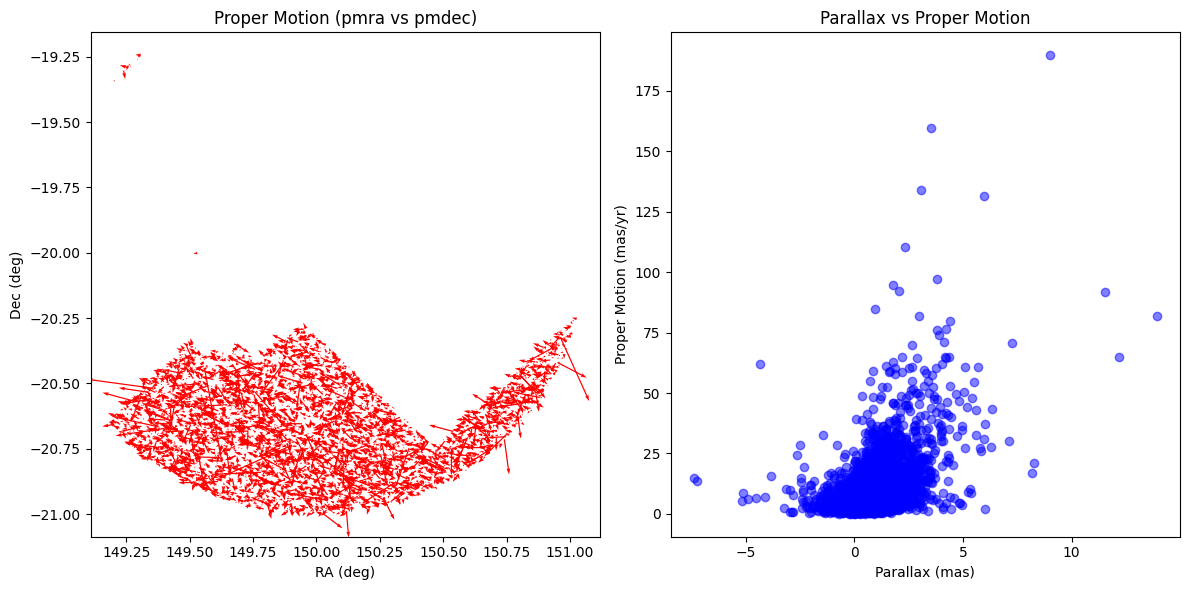 Proper Motion (pmra vs pmdec)
Dec (deg)
−19.25
−19.50
−19.75
−20.00
−20.25
−20.50
−20.75
−21.00
149.25 149.50 149.75 150.00 150.25 150.50 150.75 151.00
RA (deg)
Parallax vs Proper Motion
Proper Motion (mas/yr)
175
150
125
100
75
50
25
0
−5 0 5 10
Parallax (mas)